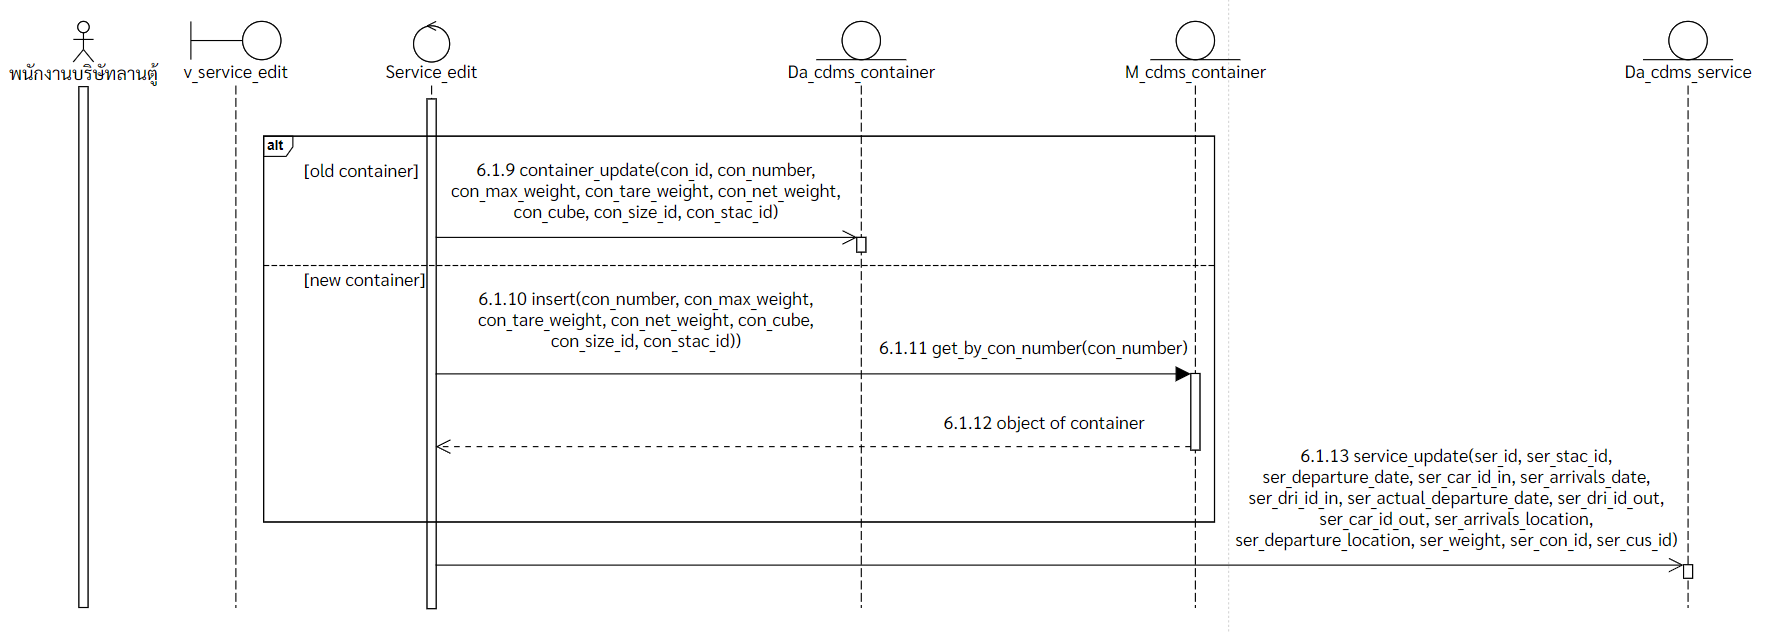 พนักงานบริษัทลานตู้
v_service_edit
Service_edit
Da_cdms_container
M_cdms_container
Da_cdms_service
alt
[old container]
6.1.9 container_update(con_id, con_number,
con_max_weight, con_tare_weight, con_net_weight,
con_cube, con_size_id, con_stac_id)
[new container]
6.1.10 insert(con_number, con_max_weight,
con_tare_weight, con_net_weight, con_cube,
con_size_id, con_stac_id))
6.1.11 get_by_con_number(con_number)
6.1.12 object of container
6.1.13 service_update(ser_id, ser_stac_id,
ser_departure_date, ser_car_id_in, ser_arrivals_date,
ser_dri_id_in, ser_actual_departure_date, ser_dri_id_out,
ser_car_id_out, ser_arrivals_location,
ser_departure_location, ser_weight, ser_con_id, ser_cus_id)